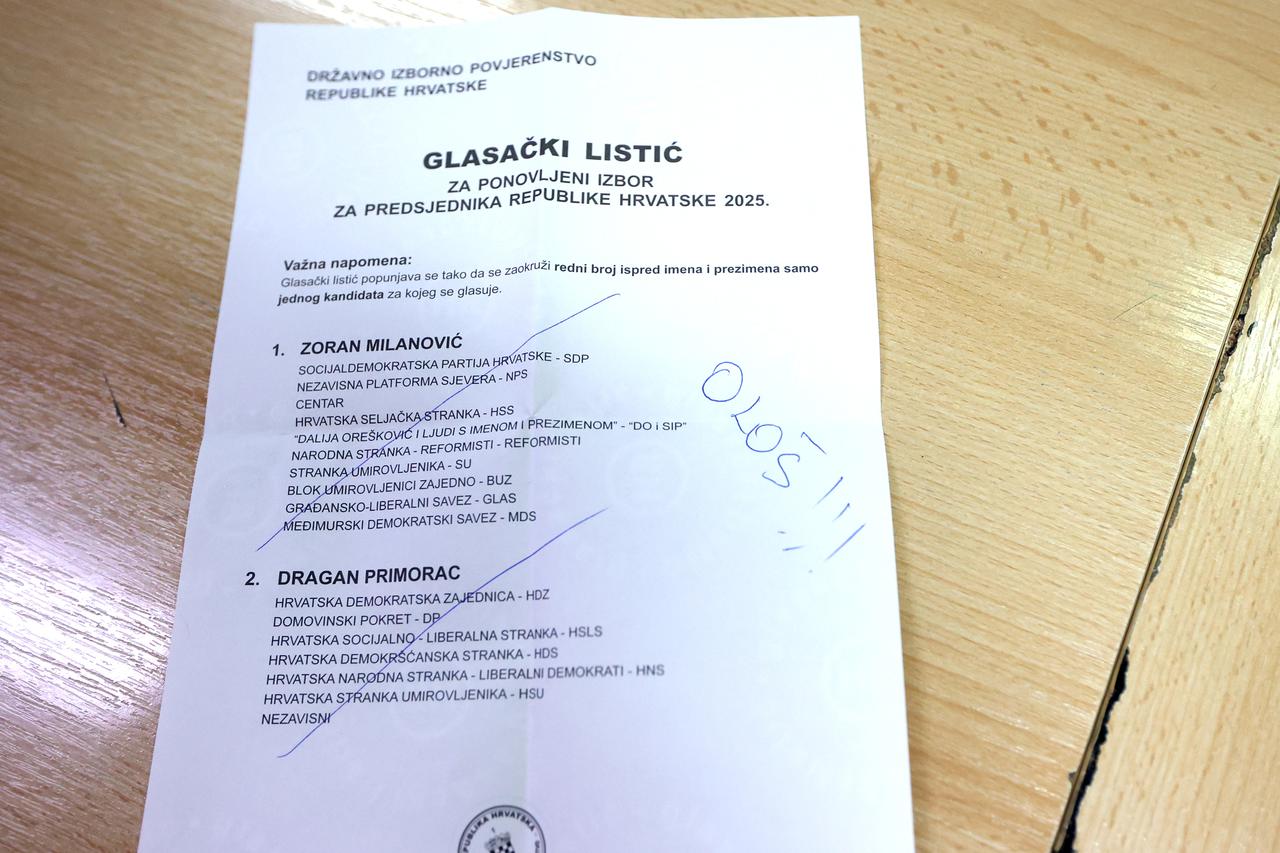 DRŽAVNO IZBORNO POVJERENSTVO
REPUBLIKE HRVATSKE
GLASAČKI LISTIĆ
ZA PONOVLJENI IZBOR
ZA PREDSJEDNIKA REPUBLIKE HRVATSKE 2025.
Važna napomena:
Glasački listić popunjava se tako da se zaokruži redni broj ispred imena i prezimena samo
jednog kandidata za kojeg se glasuje.
1. ZORAN MILANOVIĆ
SOCIJALDEMOKRATSKA PARTIJA HRVATSKE - SDP
NEZAVISNA PLATFORMA SJEVERA - NPS
CENTAR
HRVATSKA SELJAČKA STRANKA - HSS
"DALIJA OREŠKOVIĆ I LJUDI S IMENOM I PREZIMENOM" - "DO i SIP"
NARODNA STRANKA - REFORMISTI - REFORMISTI
STRANKA UMIROVLJENIKA - SU
BLOK UMIROVLJENICI ZAJEDNO - BUZ
GRAĐANSKO-LIBERALNI SAVEZ - GLAS
MEĐIMURSKI DEMOKRATSKI SAVEZ - MDS
OLOŠ !!!
2. DRAGAN PRIMORAC
HRVATSKA DEMOKRATSKA ZAJEDNICA - HDZ
DOMOVINSKI POKRET - DP
HRVATSKA SOCIJALNO - LIBERALNA STRANKA - HSLS
HRVATSKA DEMOKRŠĆANSKA STRANKA - HDS
HRVATSKA NARODNA STRANKA - LIBERALNI DEMOKRATI - HNS
HRVATSKA STRANKA UMIROVLJENIKA - HSU
NEZAVISNI
HRVATSKA